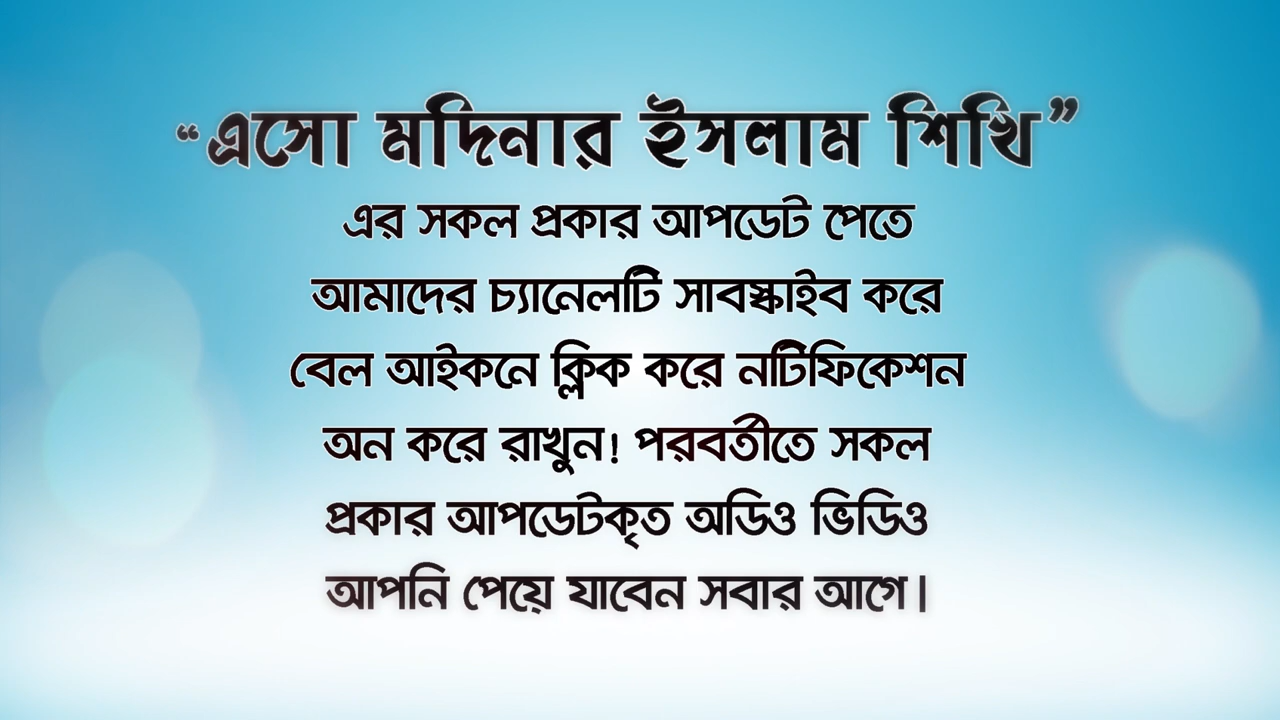 “এসো মদিনার ইসলাম শিখি”
এর সকল প্রকার আপডেট পেতে
আমাদের চ্যানেলটি সাবস্ক্রাইব করে
বেল আইকনে ক্লিক করে নটিফিকেশন
অন করে রাখুন! পরবর্তীতে সকল
প্রকার আপডেটকৃত অডিও ভিডিও
আপনি পেয়ে যাবেন সবার আগে।